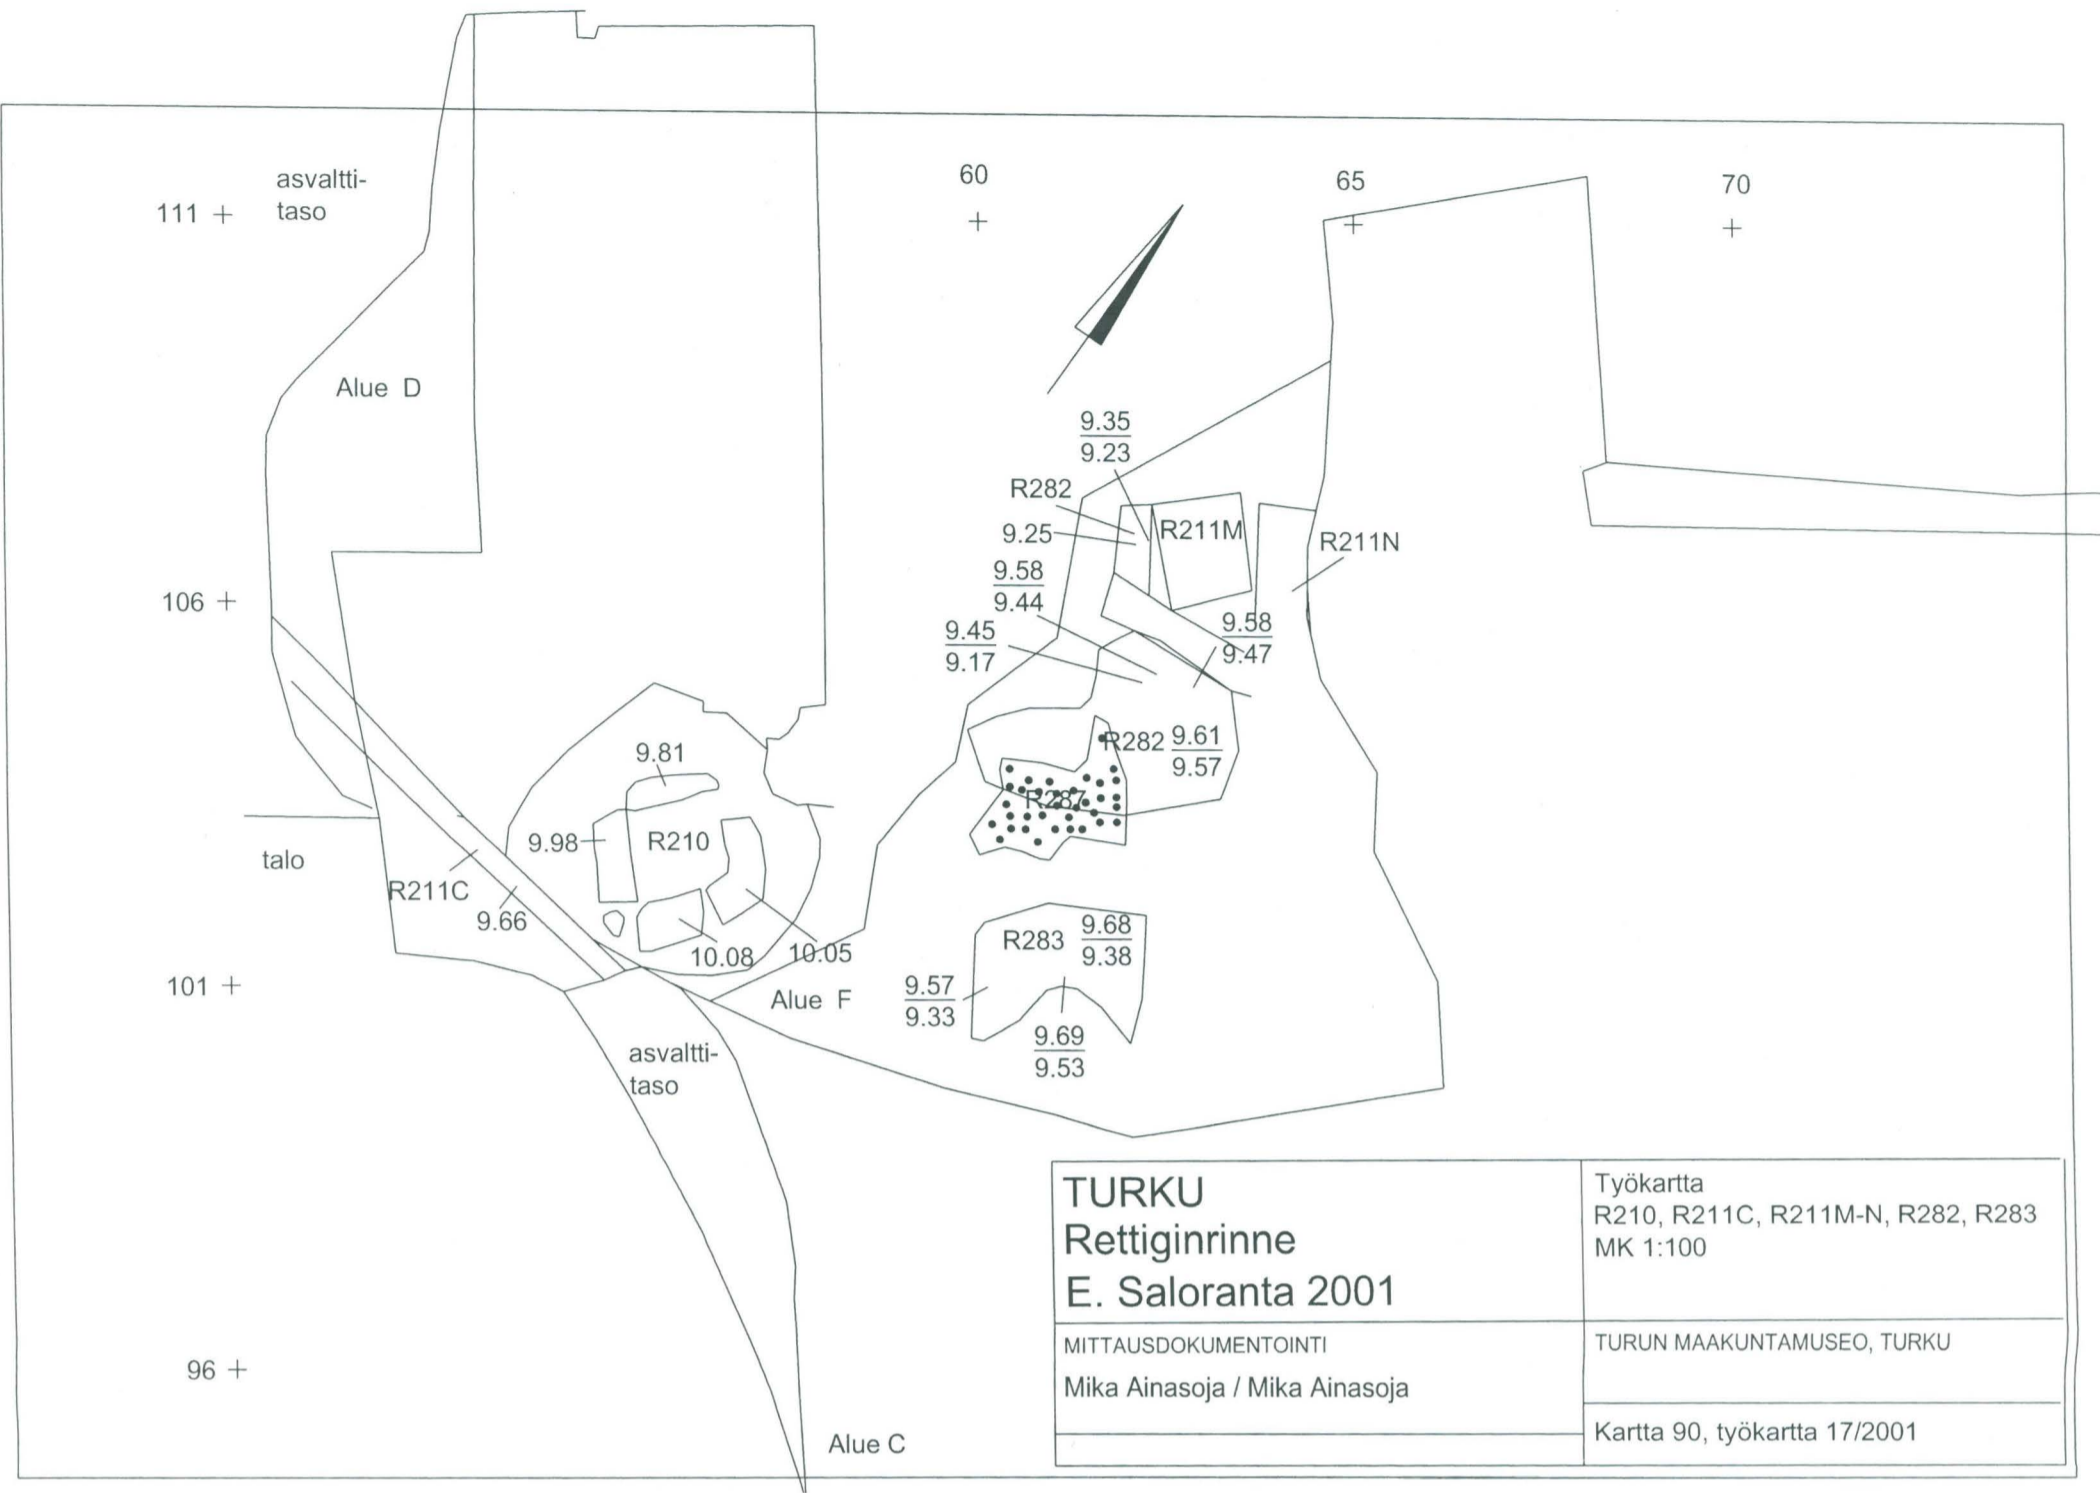 60
65
70
asvaltti-
taso
111
Alue D
9.35
9.23
R282
9.25
R211M
R211N
9.58
9.44
106
9.58
9.47
9.45
9.17
R282
9.61
9.57
9.81
R287
9.98
R210
talo
R211C
9.66
10.08
10.05
R283
9.68
9.38
101
Alue F
9.57
9.33
9.69
9.53
asvaltti-
taso
96
Alue C
TURKU
Rettiginrinne
E. Saloranta 2001
MITTAUSDOKUMENTOINTI
Mika Ainasoja / Mika Ainasoja
Työkartta
R210, R211C, R211M-N, R282, R283
MK 1:100
TURUN MAAKUNTAMUSEO, TURKU
Kartta 90, työkartta 17/2001